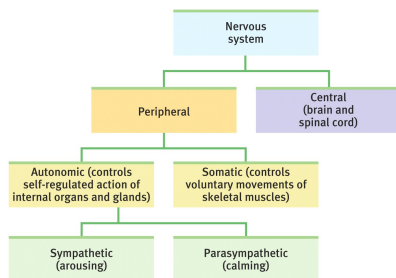 Nervous
system
Peripheral
Central
(brain and
spinal cord)
Autonomic (controls
self-regulated action of
internal organs and glands)
Somatic (controls
voluntary movements of
skeletal muscles)
Sympathetic
(arousing)
Parasympathetic
(calming)